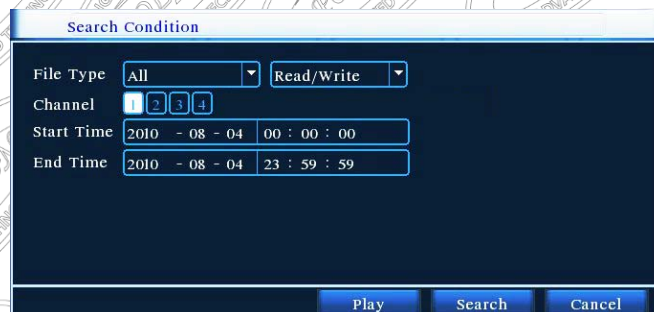 Search Condition
File Type All Read/Write
Channel 1 2 3 4
Start Time 2010 - 08 - 04 00 : 00 : 00
End Time 2010 - 08 - 04 23 : 59 : 59
Play Search Cancel